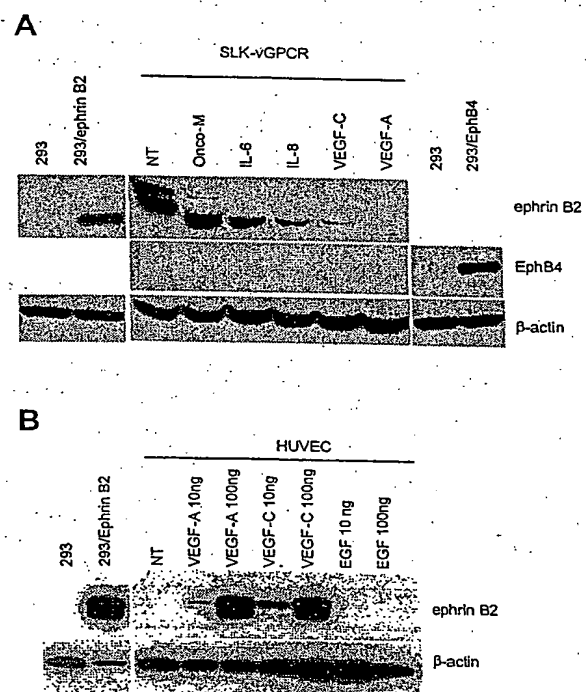 A
SLK-vGPCR
293
293/ephrin B2
NT
Onco-M
IL-6
IL-8
VEGF-C
VEGF-A
293
293/EphB4
ephrin B2
EphB4
β-actin
B
HUVEC
293
293/Ephrin B2
NT
VEGF-A 10ng
VEGF-A 100ng
VEGF-C 10ng
VEGF-C 100ng
EGF 10 ng
EGF 100ng
ephrin B2
β-actin